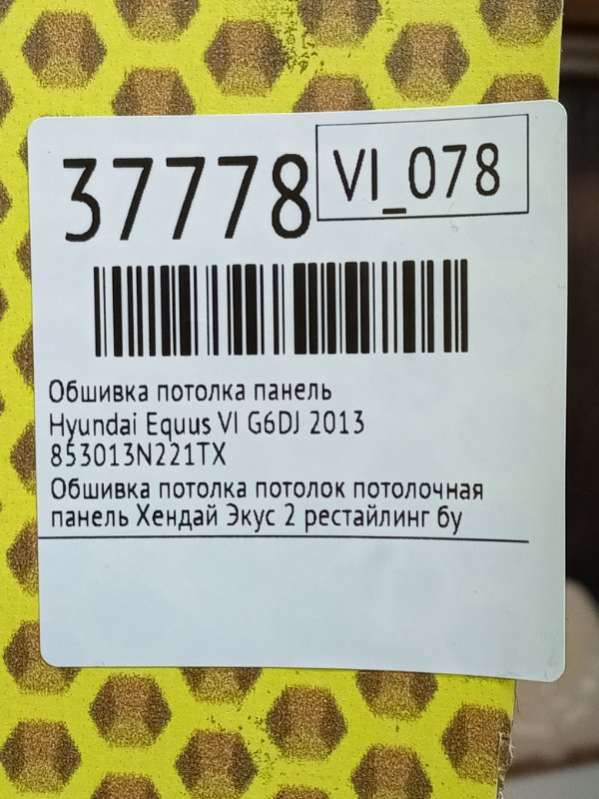 37778
VI_078
Обшивка потолка панель
Hyundai Equus VI G6DJ 2013
853013N221TX
Обшивка потолка потолок потолочная
панель Хендай Экус 2 рестайлинг бу